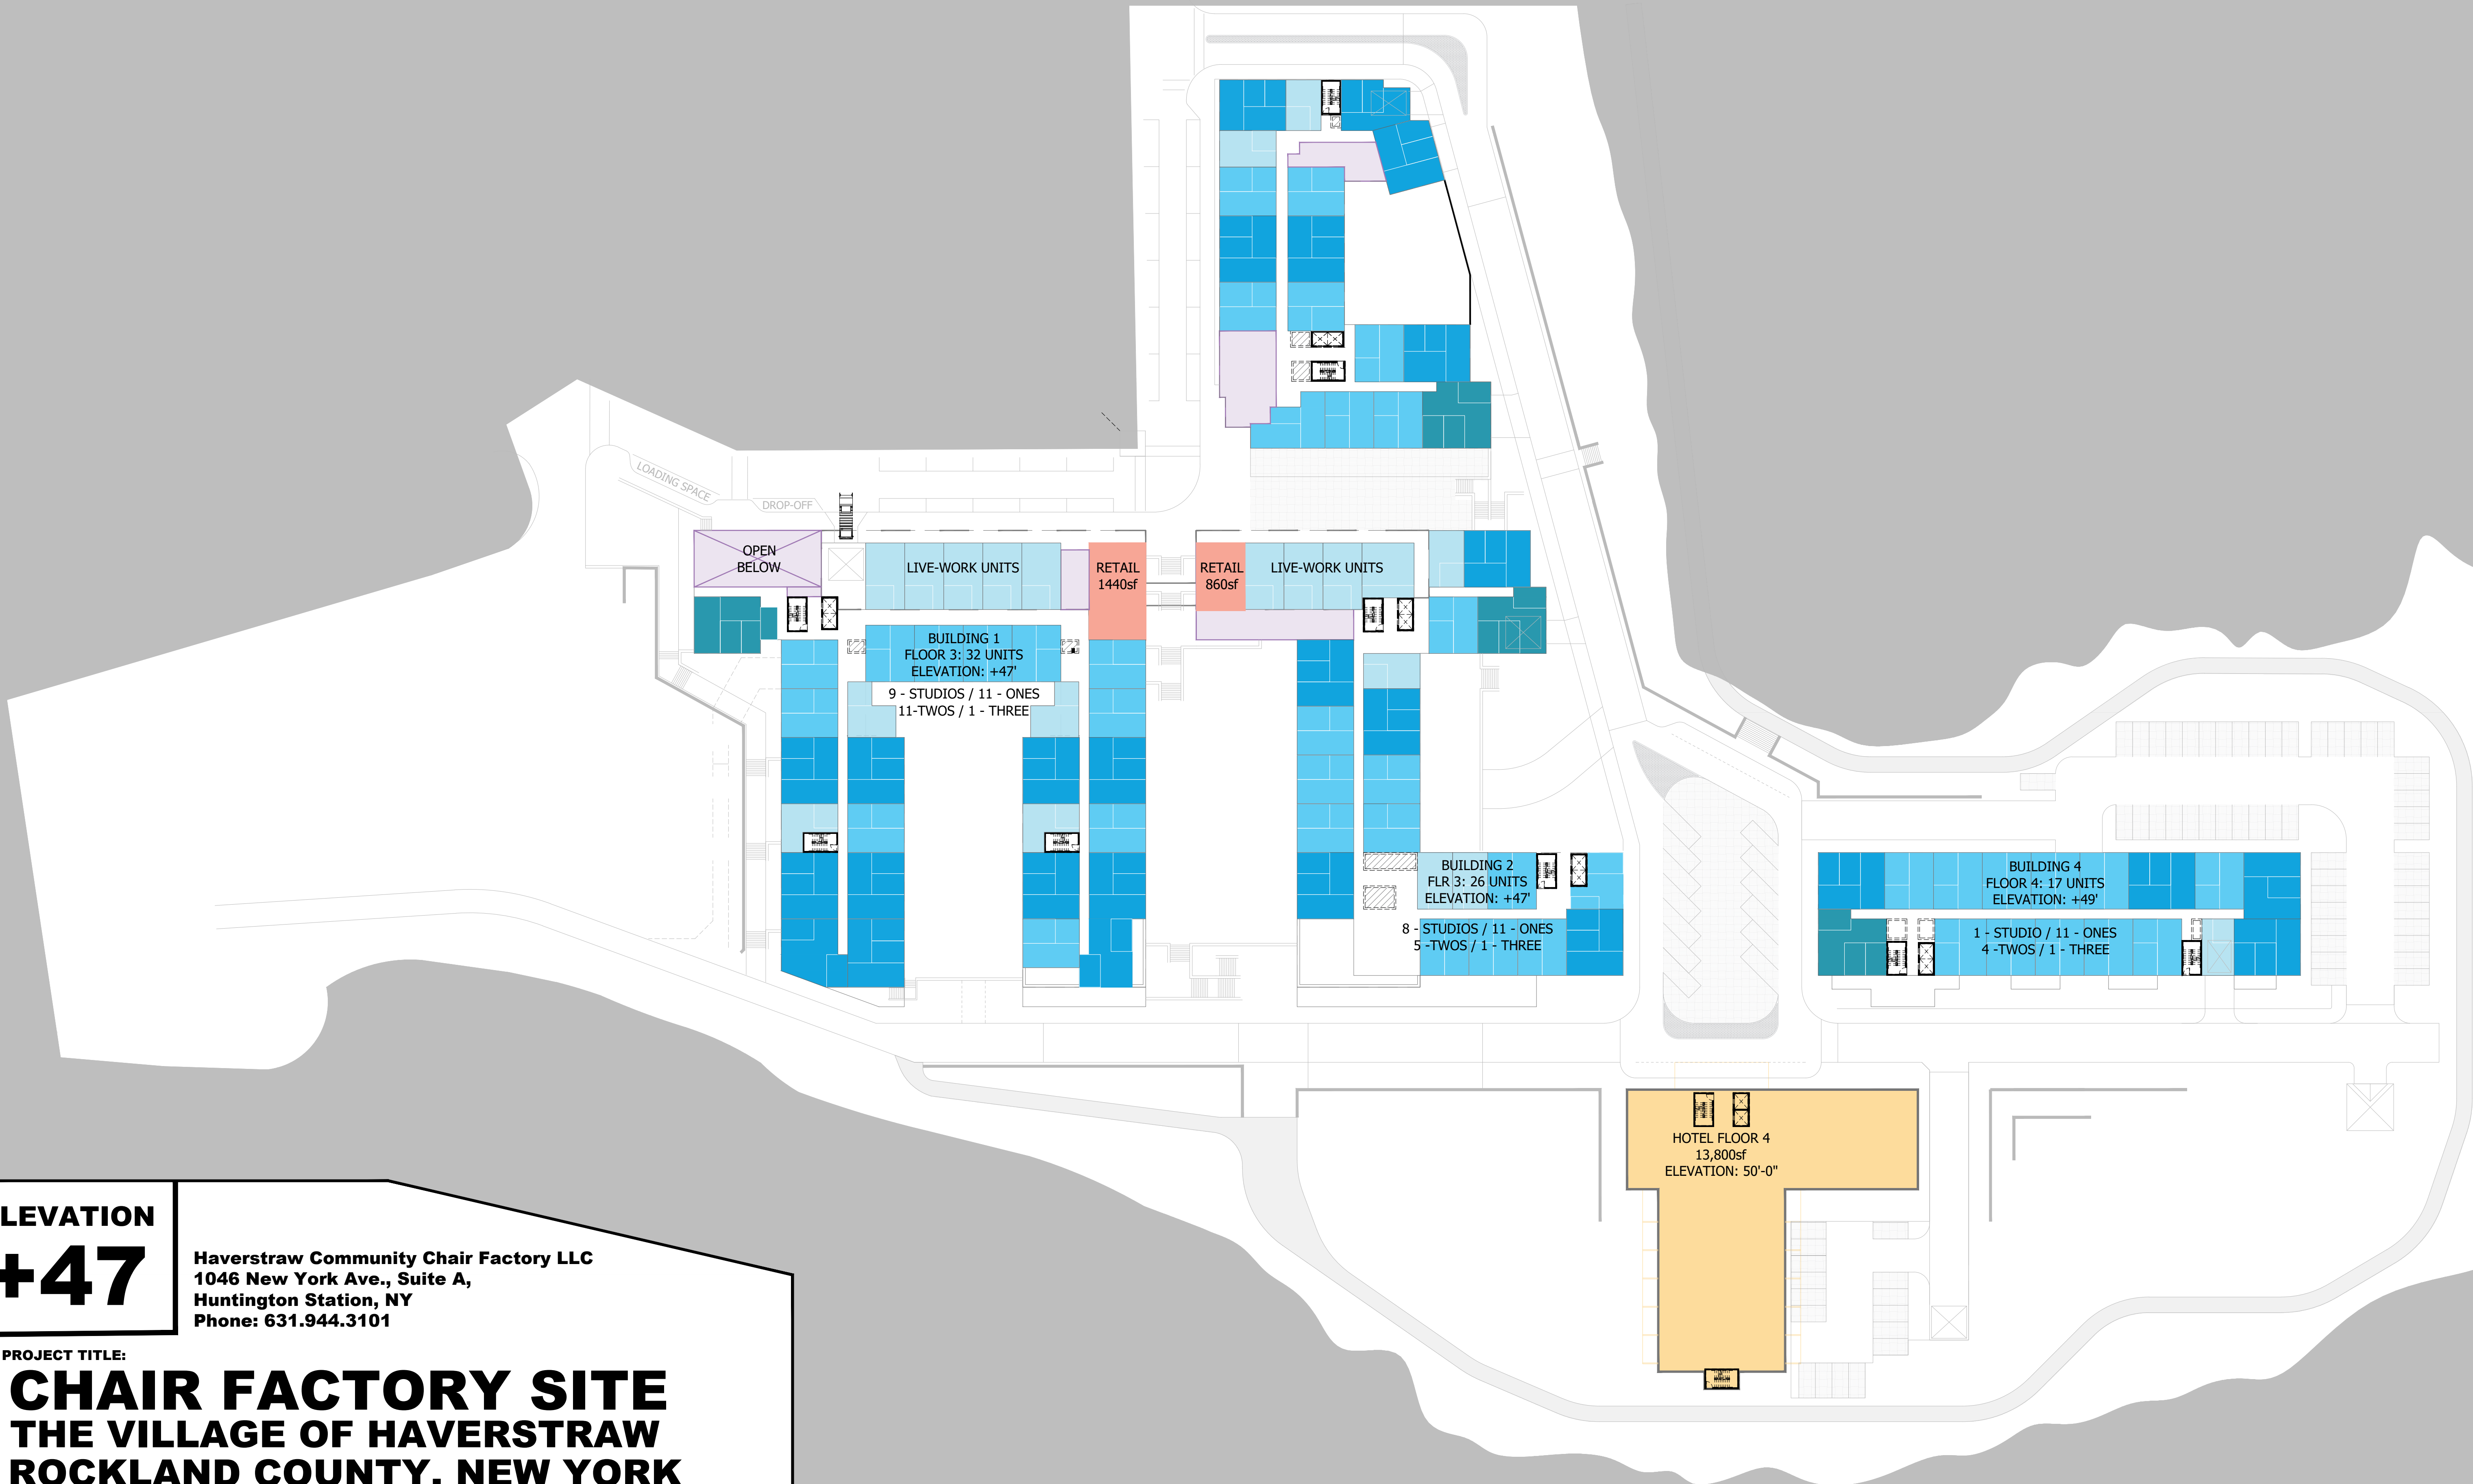 LOADING SPACE
DROP-OFF
OPEN
BELOW
LIVE-WORK UNITS
RETAIL
1440sf
RETAIL
860sf
LIVE-WORK UNITS
BUILDING 1
FLOOR 3: 32 UNITS
ELEVATION: +47'
9 - STUDIOS / 11 - ONES
11-TWOS / 1 - THREE
BUILDING 2
FLR 3: 26 UNITS
ELEVATION: +47'
8 - STUDIOS / 11 - ONES
5 -TWOS / 1 - THREE
BUILDING 4
FLOOR 4: 17 UNITS
ELEVATION: +49'
1 - STUDIO / 11 - ONES
4 -TWOS / 1 - THREE
HOTEL FLOOR 4
13,800sf
ELEVATION: 50'-0"
LEVATION
+47
Haverstraw Community Chair Factory LLC
1046 New York Ave., Suite A,
Huntington Station, NY
Phone: 631.944.3101
PROJECT TITLE:
CHAIR FACTORY SITE
THE VILLAGE OF HAVERSTRAW
ROCKLAND COUNTY, NEW YORK